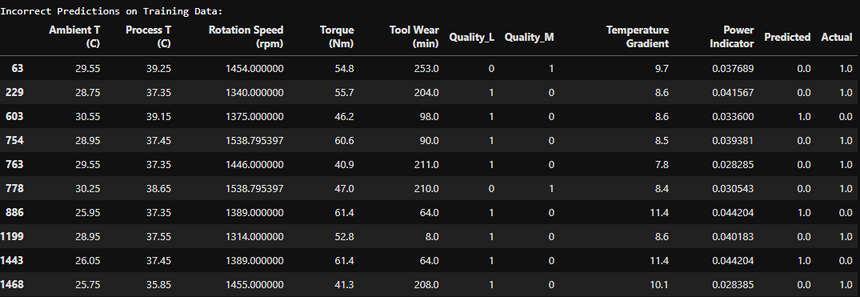 Incorrect Predictions on Training Data:
Ambient T (C) Process T (C) Rotation Speed (rpm) Torque (Nm) Tool Wear (min) Quality_L Quality_M Temperature Gradient Power Indicator Predicted Actual
63 29.55 39.25 1454.000000 54.8 253.0 0 1 9.7 0.037689 0.0 1.0
229 28.75 37.35 1340.000000 55.7 204.0 1 0 8.6 0.041567 0.0 1.0
603 30.55 39.15 1375.000000 46.2 98.0 1 0 8.6 0.033600 1.0 0.0
754 28.95 37.45 1538.795397 60.6 90.0 1 0 8.5 0.039381 0.0 1.0
763 29.55 37.35 1446.000000 40.9 211.0 1 0 7.8 0.028285 0.0 1.0
778 30.25 38.65 1538.795397 47.0 210.0 0 1 8.4 0.030543 0.0 1.0
886 25.95 37.35 1389.000000 61.4 64.0 1 0 11.4 0.044204 1.0 0.0
1199 28.95 37.55 1314.000000 52.8 8.0 1 0 8.6 0.040183 0.0 1.0
1443 26.05 37.45 1389.000000 61.4 64.0 1 0 11.4 0.044204 1.0 0.0
1468 25.75 35.85 1455.000000 41.3 208.0 1 0 10.1 0.028385 0.0 1.0